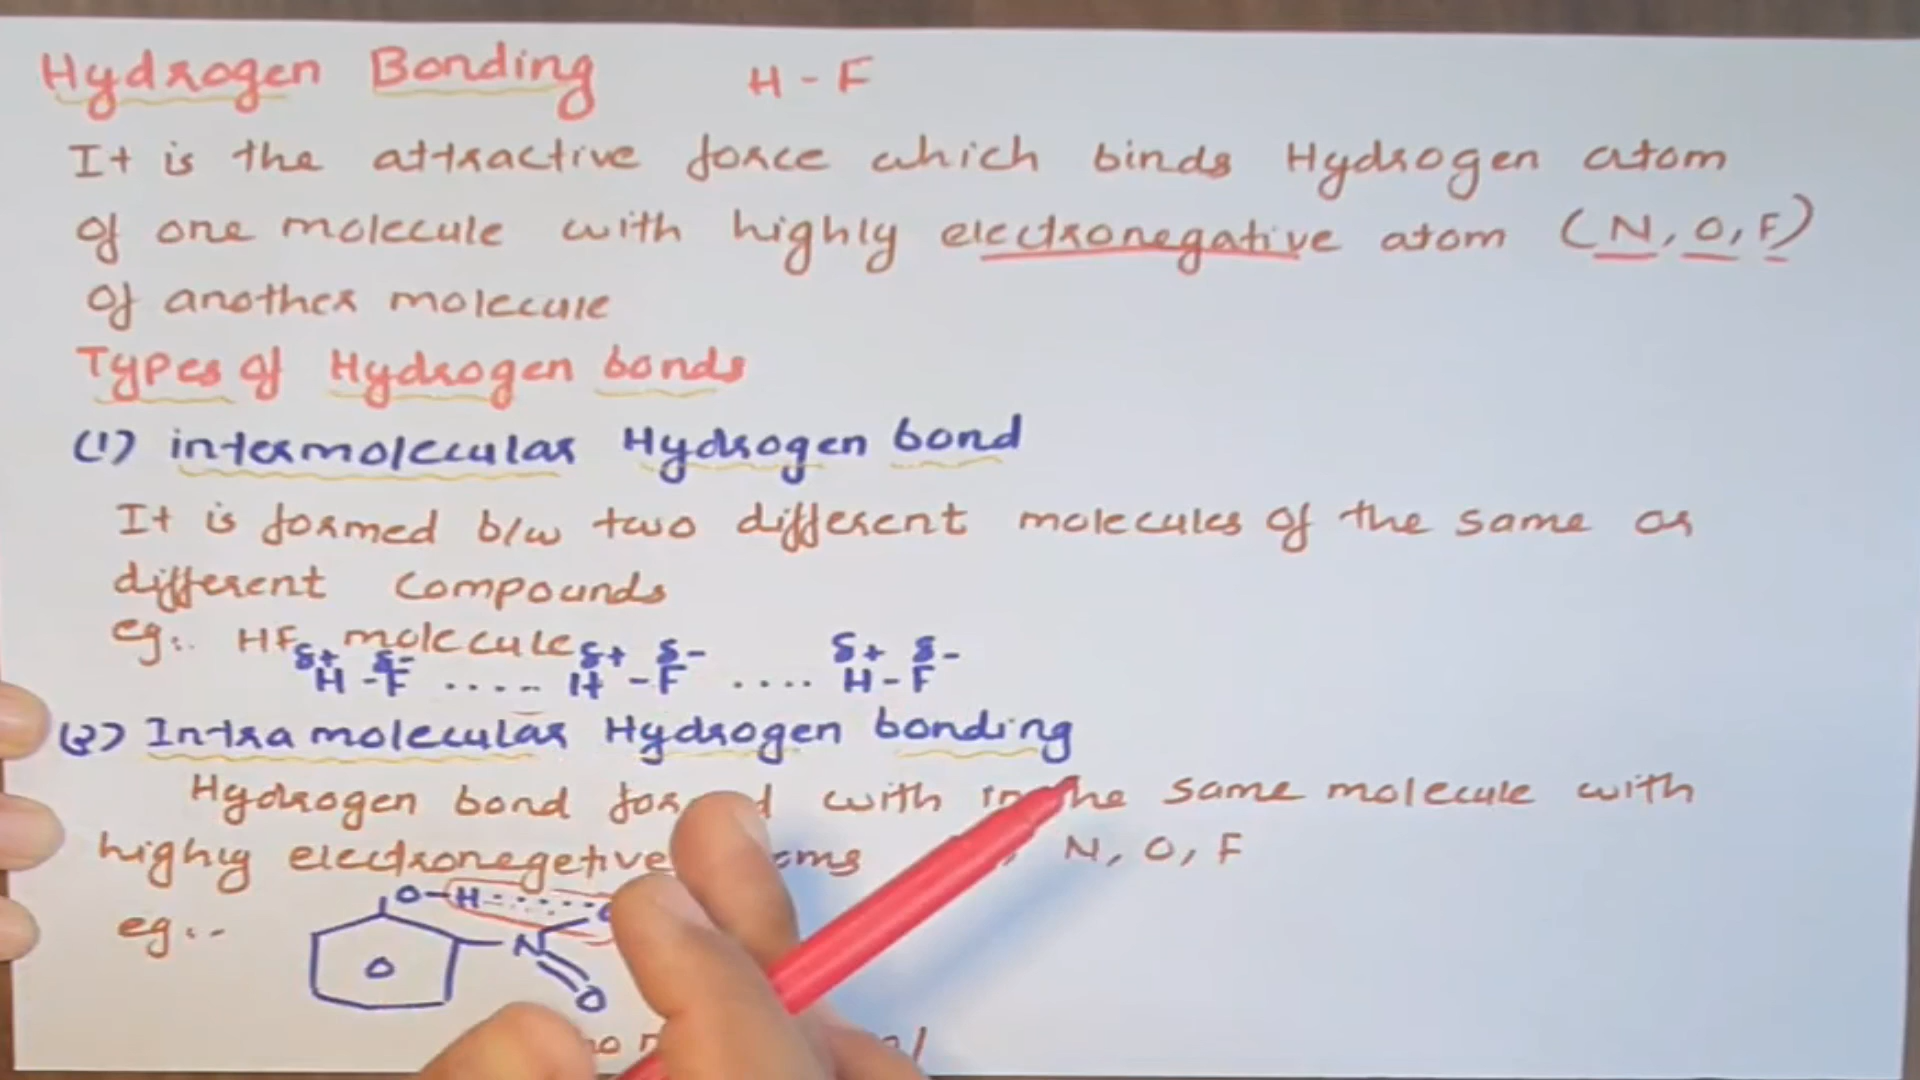 Hydrogen Bonding H-F
It is the attractive force which binds Hydrogen atom
of one molecule with highly electronegative atom (N, O, F)
of another molecule
Types of Hydrogen bonds
(1) intermolecular Hydrogen bond
It is formed b/w two different molecules of the same or
different compounds
eg:. HF molecule
δ+ δ- δ+ δ- δ+ δ-
H-F ..... H-F .... H-F
(2) Intramolecular Hydrogen bonding
Hydrogen bond with in the same molecule with
highly electronegetive N, O, F
O-H.......
eg:-
N
O
O